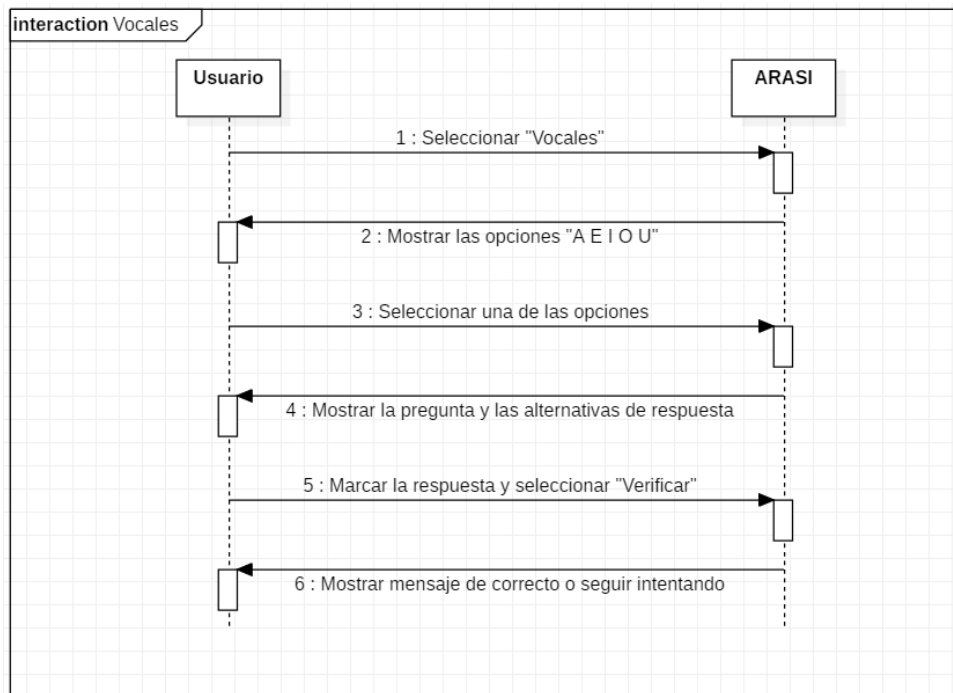 interaction Vocales
Usuario
ARASI
1 : Seleccionar "Vocales"
2 : Mostrar las opciones "A E I O U"
3 : Seleccionar una de las opciones
4 : Mostrar la pregunta y las alternativas de respuesta
5 : Marcar la respuesta y seleccionar "Verificar"
6 : Mostrar mensaje de correcto o seguir intentando